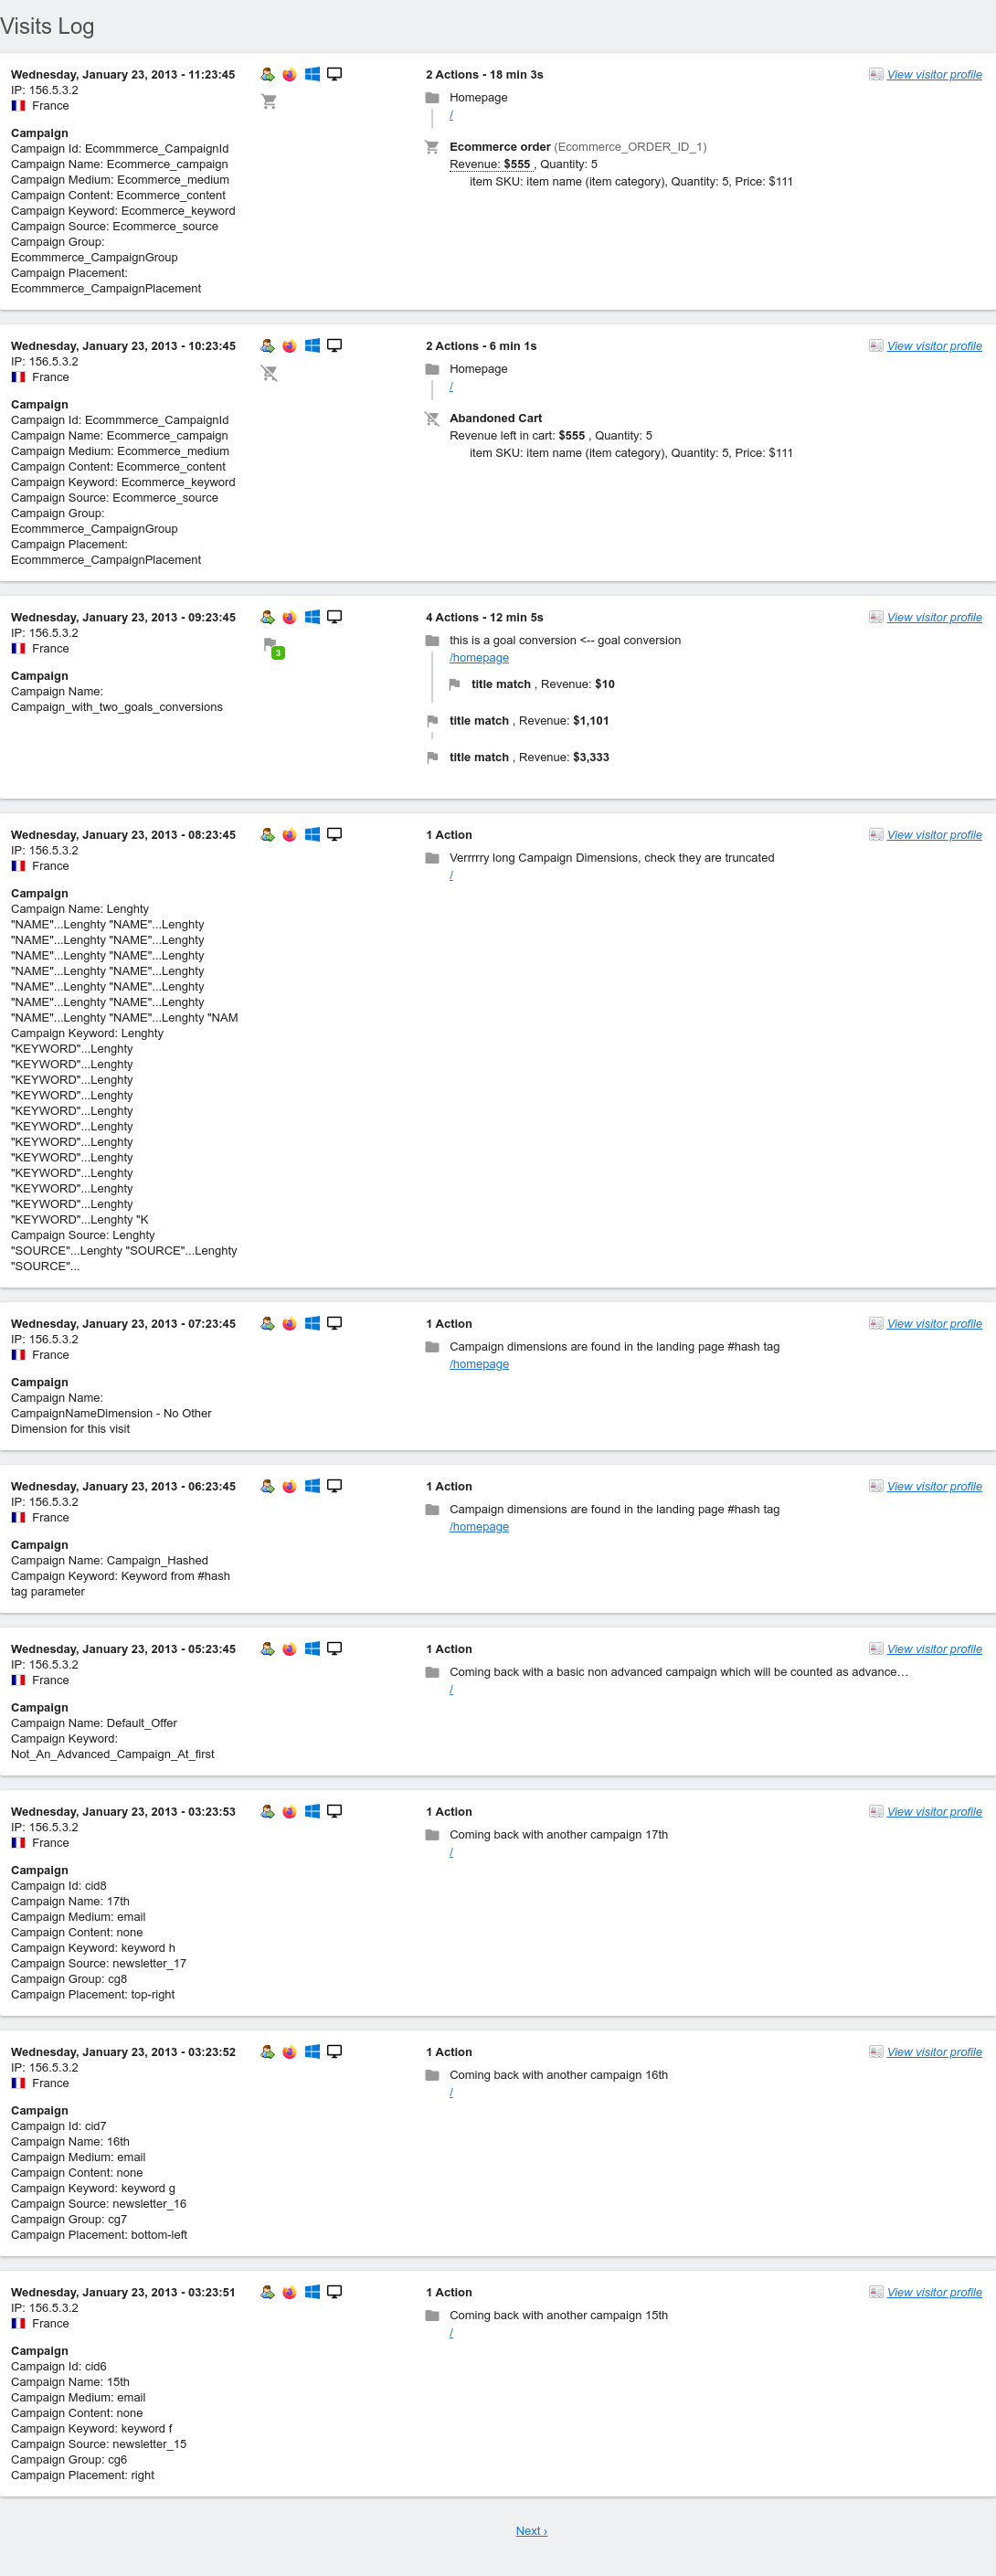 Visits Log
Wednesday, January 23, 2013 - 11:23:45
IP: 156.5.3.2
France
Campaign
Campaign Id: Ecommmerce_CampaignId
Campaign Name: Ecommerce_campaign
Campaign Medium: Ecommerce_medium
Campaign Content: Ecommerce_content
Campaign Keyword: Ecommerce_keyword
Campaign Source: Ecommerce_source
Campaign Group:
Ecommmerce_CampaignGroup
Campaign Placement:
Ecommmerce_CampaignPlacement
2 Actions - 18 min 3s
Homepage
/
Ecommerce order (Ecommerce_ORDER_ID_1)
Revenue: $555 , Quantity: 5
item SKU: item name (item category), Quantity: 5, Price: $111
View visitor profile
Wednesday, January 23, 2013 - 10:23:45
IP: 156.5.3.2
France
Campaign
Campaign Id: Ecommmerce_CampaignId
Campaign Name: Ecommerce_campaign
Campaign Medium: Ecommerce_medium
Campaign Content: Ecommerce_content
Campaign Keyword: Ecommerce_keyword
Campaign Source: Ecommerce_source
Campaign Group:
Ecommmerce_CampaignGroup
Campaign Placement:
Ecommmerce_CampaignPlacement
2 Actions - 6 min 1s
Homepage
/
Abandoned Cart
Revenue left in cart: $555 , Quantity: 5
item SKU: item name (item category), Quantity: 5, Price: $111
View visitor profile
Wednesday, January 23, 2013 - 09:23:45
IP: 156.5.3.2
France
Campaign
Campaign Name:
Campaign_with_two_goals_conversions
3
4 Actions - 12 min 5s
this is a goal conversion <-- goal conversion
/homepage
title match , Revenue: $10
title match , Revenue: $1,101
title match , Revenue: $3,333
View visitor profile
Wednesday, January 23, 2013 - 08:23:45
IP: 156.5.3.2
France
Campaign
Campaign Name: Lenghty
"NAME"...Lenghty "NAME"...Lenghty
"NAME"...Lenghty "NAME"...Lenghty
"NAME"...Lenghty "NAME"...Lenghty
"NAME"...Lenghty "NAME"...Lenghty
"NAME"...Lenghty "NAME"...Lenghty
"NAME"...Lenghty "NAME"...Lenghty
"NAME"...Lenghty "NAME"...Lenghty "NAM
Campaign Keyword: Lenghty
"KEYWORD"...Lenghty
"KEYWORD"...Lenghty
"KEYWORD"...Lenghty
"KEYWORD"...Lenghty
"KEYWORD"...Lenghty
"KEYWORD"...Lenghty
"KEYWORD"...Lenghty
"KEYWORD"...Lenghty
"KEYWORD"...Lenghty
"KEYWORD"...Lenghty
"KEYWORD"...Lenghty
"KEYWORD"...Lenghty "K
Campaign Source: Lenghty
"SOURCE"...Lenghty "SOURCE"...Lenghty
"SOURCE"...
1 Action
Verrrrry long Campaign Dimensions, check they are truncated
/
View visitor profile
Wednesday, January 23, 2013 - 07:23:45
IP: 156.5.3.2
France
Campaign
Campaign Name:
CampaignNameDimension - No Other
Dimension for this visit
1 Action
Campaign dimensions are found in the landing page #hash tag
/homepage
View visitor profile
Wednesday, January 23, 2013 - 06:23:45
IP: 156.5.3.2
France
Campaign
Campaign Name: Campaign_Hashed
Campaign Keyword: Keyword from #hash
tag parameter
1 Action
Campaign dimensions are found in the landing page #hash tag
/homepage
View visitor profile
Wednesday, January 23, 2013 - 05:23:45
IP: 156.5.3.2
France
Campaign
Campaign Name: Default_Offer
Campaign Keyword:
Not_An_Advanced_Campaign_At_first
1 Action
Coming back with a basic non advanced campaign which will be counted as advance…
/
View visitor profile
Wednesday, January 23, 2013 - 03:23:53
IP: 156.5.3.2
France
Campaign
Campaign Id: cid8
Campaign Name: 17th
Campaign Medium: email
Campaign Content: none
Campaign Keyword: keyword h
Campaign Source: newsletter_17
Campaign Group: cg8
Campaign Placement: top-right
1 Action
Coming back with another campaign 17th
/
View visitor profile
Wednesday, January 23, 2013 - 03:23:52
IP: 156.5.3.2
France
Campaign
Campaign Id: cid7
Campaign Name: 16th
Campaign Medium: email
Campaign Content: none
Campaign Keyword: keyword g
Campaign Source: newsletter_16
Campaign Group: cg7
Campaign Placement: bottom-left
1 Action
Coming back with another campaign 16th
/
View visitor profile
Wednesday, January 23, 2013 - 03:23:51
IP: 156.5.3.2
France
Campaign
Campaign Id: cid6
Campaign Name: 15th
Campaign Medium: email
Campaign Content: none
Campaign Keyword: keyword f
Campaign Source: newsletter_15
Campaign Group: cg6
Campaign Placement: right
1 Action
Coming back with another campaign 15th
/
View visitor profile
Next ›